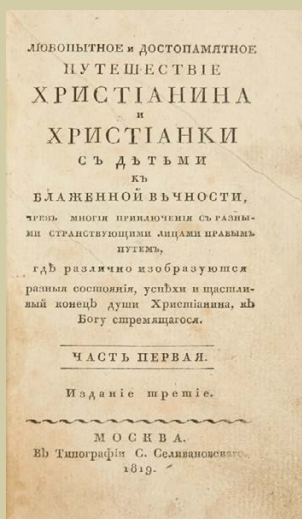 ЛЮБОПЫТНОЕ и ДОСТОПАМЯТНОЕ
ПУТЕШЕСТВІЕ
ХРИСТІАНИНА
И
ХРИСТІАНКИ
СЪ ДѢТЬМИ
КЪ
БЛАЖЕННОЙ ВѢЧНОСТИ,
ЧРЕЗЪ МНОГІЯ ПРИКЛЮЧЕНІЯ СЪ РАЗНЫ-
МИ СТРАНСТВУЮЩИМИ ЛИЦАМИ ПРАВЫМЪ
ПУТЕМЪ,
гдѣ различно изобразуются
разныя состоянія, успѣхи и щастли-
вый конецъ души Христіанина, къ
Богу стремящагося.
ЧАСТЬ ПЕРВАЯ.
Изданіе третіе.
МОСКВА.
Въ Типографіи С. Селивановскаго.
1819.